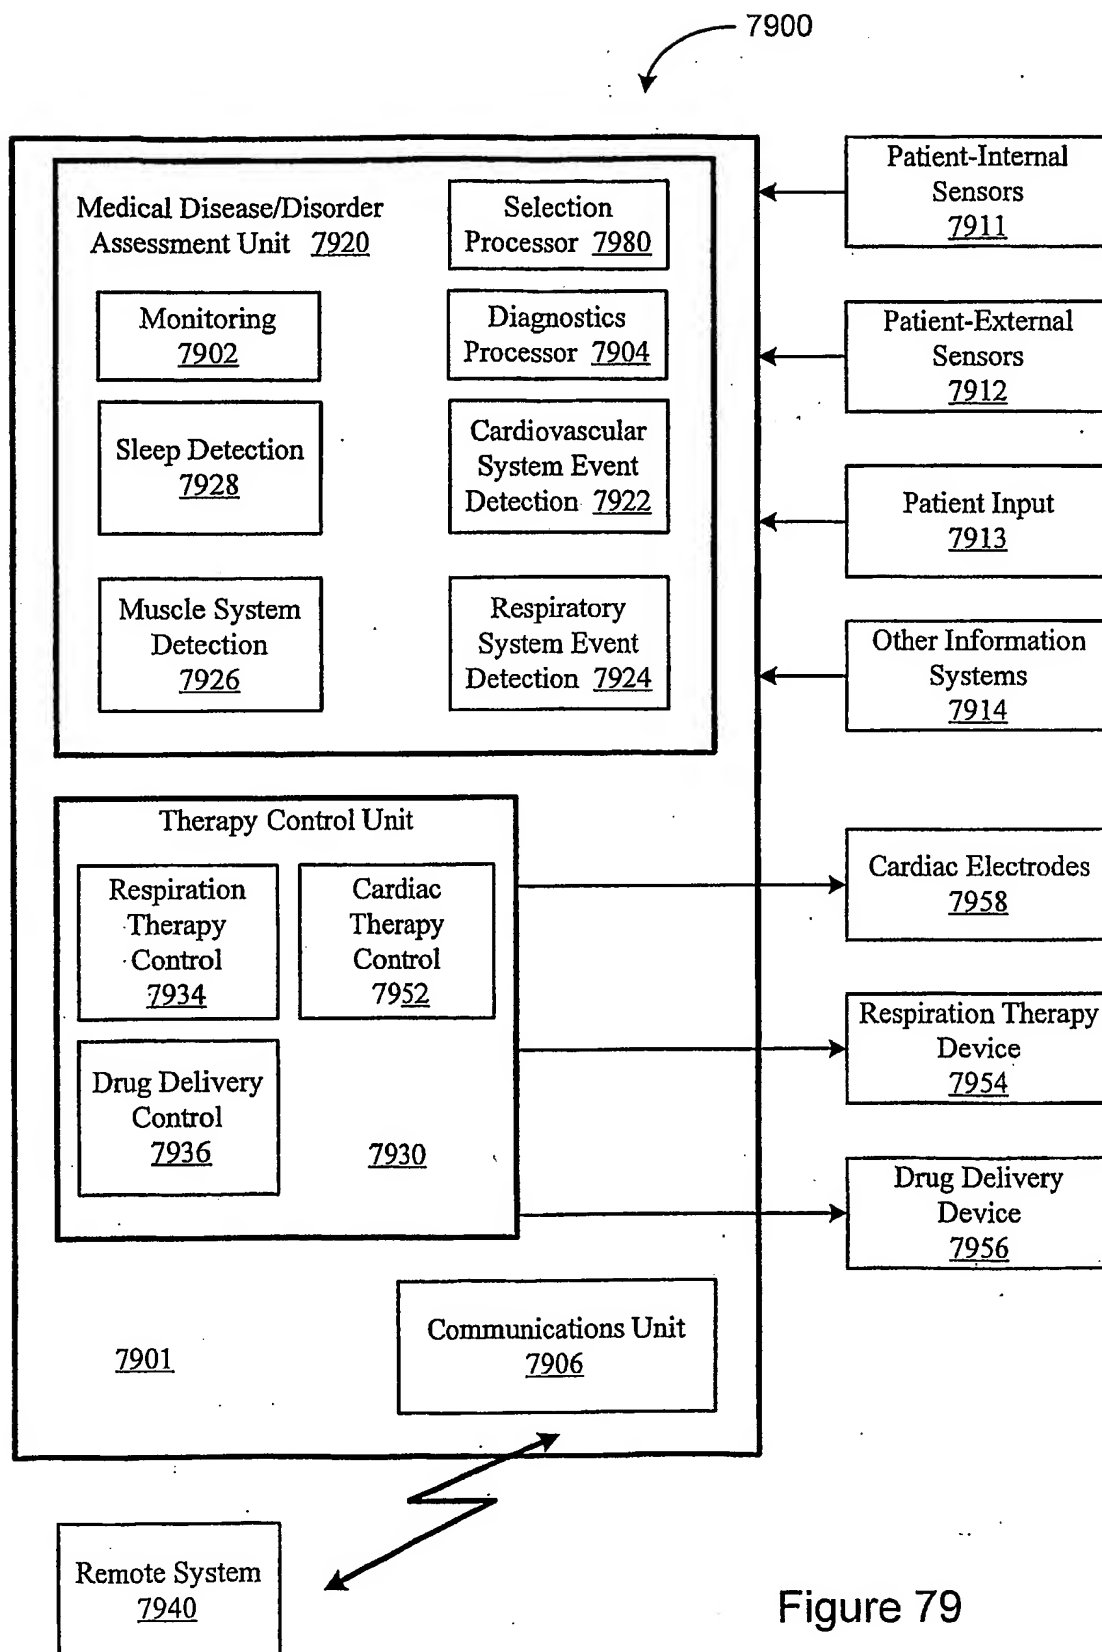 7900
Medical Disease/Disorder
Assessment Unit 7920
Selection
Processor 7980
Monitoring
7902
Diagnostics
Processor 7904
Sleep Detection
7928
Cardiovascular
System Event
Detection 7922
Muscle System
Detection
7926
Respiratory
System Event
Detection 7924
Patient-Internal
Sensors
7911
Patient-External
Sensors
7912
Patient Input
7913
Other Information
Systems
7914
Therapy Control Unit
Respiration
Therapy
Control
7934
Cardiac
Therapy
Control
7952
Drug Delivery
Control
7936
7930
Cardiac Electrodes
7958
Respiration Therapy
Device
7954
Drug Delivery
Device
7956
7901
Communications Unit
7906
Remote System
7940
Figure 79